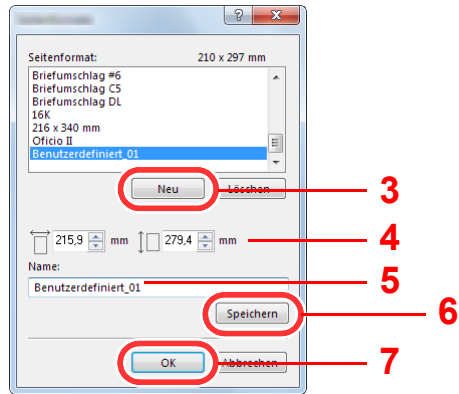 Seitenformat: 210 x 297 mm
Briefumschlag #6
Briefumschlag C5
Briefumschlag DL
16K
216 x 340 mm
Oficio II
Benutzerdefiniert_01
Neu Löschen 3
215,9 mm 279,4 mm 4
Name:
Benutzerdefiniert_01 5
Speichern 6
OK Abbrechen 7